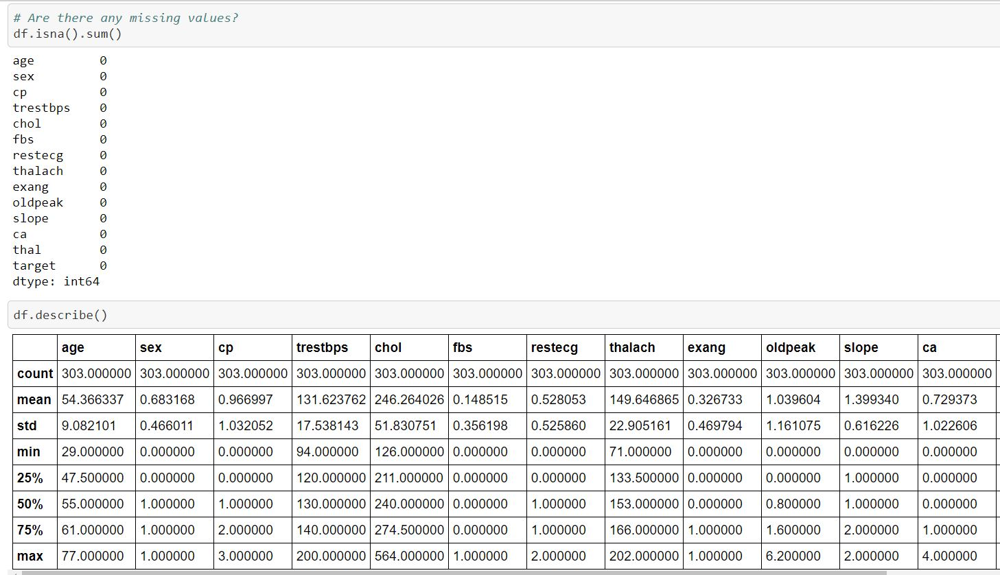 # Are there any missing values?
df.isna().sum()
age 0
sex 0
cp 0
trestbps 0
chol 0
fbs 0
restecg 0
thalach 0
exang 0
oldpeak 0
slope 0
ca 0
thal 0
target 0
dtype: int64
df.describe()
age sex cp trestbps chol fbs restecg thalach exang oldpeak slope ca
count 303.000000 303.000000 303.000000 303.000000 303.000000 303.000000 303.000000 303.000000 303.000000 303.000000 303.000000 303.000000
mean 54.366337 0.683168 0.966997 131.623762 246.264026 0.148515 0.528053 149.646865 0.326733 1.039604 1.399340 0.729373
std 9.082101 0.466011 1.032052 17.538143 51.830751 0.356198 0.525860 22.905161 0.469794 1.161075 0.616226 1.022606
min 29.000000 0.000000 0.000000 94.000000 126.000000 0.000000 0.000000 71.000000 0.000000 0.000000 0.000000 0.000000
25% 47.500000 0.000000 0.000000 120.000000 211.000000 0.000000 0.000000 133.500000 0.000000 0.000000 1.000000 0.000000
50% 55.000000 1.000000 1.000000 130.000000 240.000000 0.000000 1.000000 153.000000 0.000000 0.800000 1.000000 0.000000
75% 61.000000 1.000000 2.000000 140.000000 274.500000 0.000000 1.000000 166.000000 1.000000 1.600000 2.000000 1.000000
max 77.000000 1.000000 3.000000 200.000000 564.000000 1.000000 2.000000 202.000000 1.000000 6.200000 2.000000 4.000000